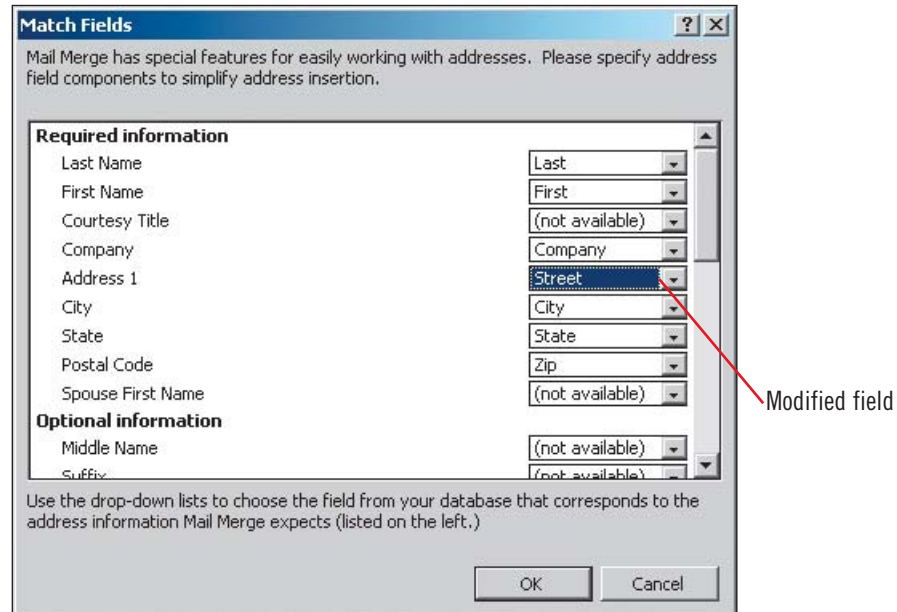 Match Fields
Mail Merge has special features for easily working with addresses. Please specify address
field components to simplify address insertion.
Required information
Last Name Last
First Name First
Courtesy Title (not available)
Company Company
Address 1 Street
City City
State State
Postal Code Zip
Spouse First Name (not available)
Modified field
Optional information
Middle Name (not available)
Suffix (not available)
Use the drop-down lists to choose the field from your database that corresponds to the
address information Mail Merge expects (listed on the left.)
OK Cancel